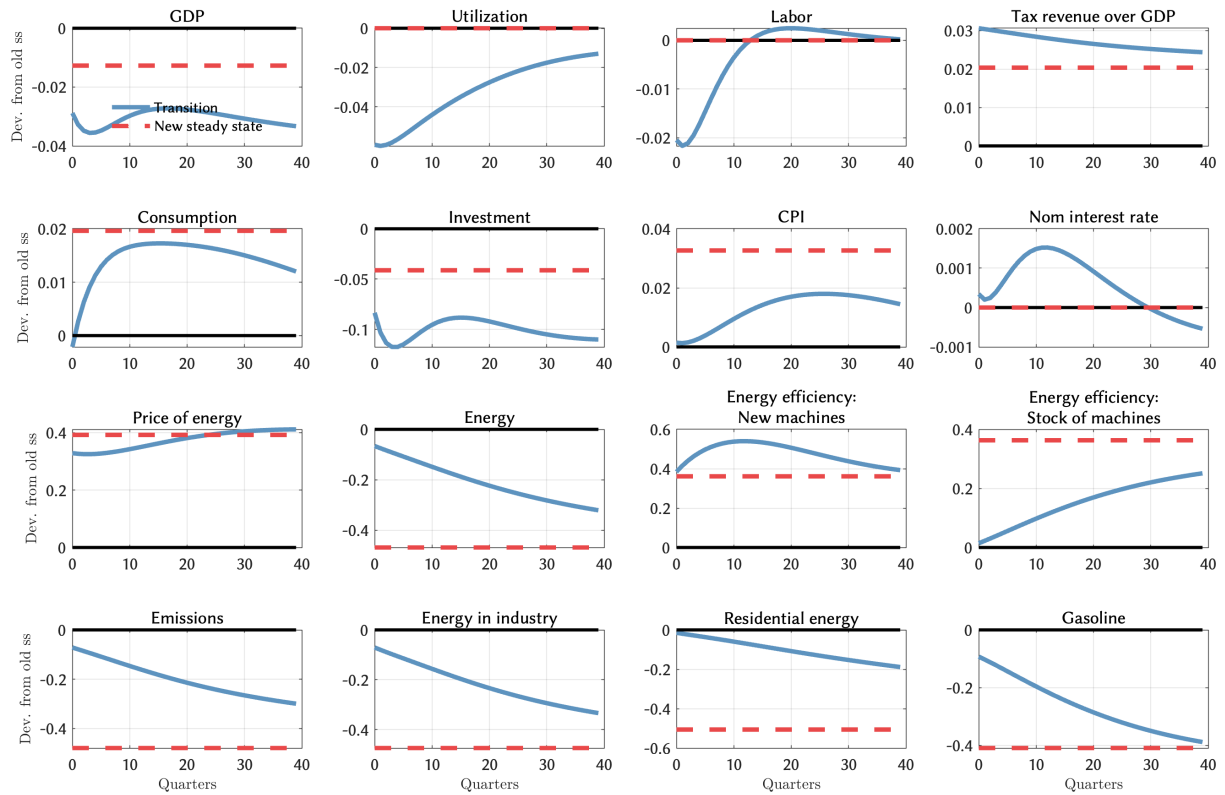 GDP
Utilization
Labor
Tax revenue over GDP
Dev. from old ss
0
-0.02
-0.04
Transition
New steady state
0 10 20 30 40
0
-0.02
-0.04
0 10 20 30 40
0
-0.01
-0.02
0 10 20 30 40
0.03
0.02
0.01
0
0 10 20 30 40
Consumption
Investment
CPI
Nom interest rate
Dev. from old ss
0.02
0.01
0
0 10 20 30 40
0
-0.05
-0.1
0 10 20 30 40
0.04
0.02
0
0 10 20 30 40
0.002
0.001
0
-0.001
0 10 20 30 40
Price of energy
Energy
Energy efficiency:
New machines
Energy efficiency:
Stock of machines
Dev. from old ss
0.4
0.2
0
0 10 20 30 40
0
-0.2
-0.4
0 10 20 30 40
0.6
0.4
0.2
0
0 10 20 30 40
0.4
0.2
0
0 10 20 30 40
Emissions
Energy in industry
Residential energy
Gasoline
Dev. from old ss
0
-0.2
-0.4
0 10 20 30 40
Quarters
0
-0.2
-0.4
0 10 20 30 40
Quarters
0
-0.2
-0.4
-0.6
0 10 20 30 40
Quarters
0
-0.2
-0.4
0 10 20 30 40
Quarters